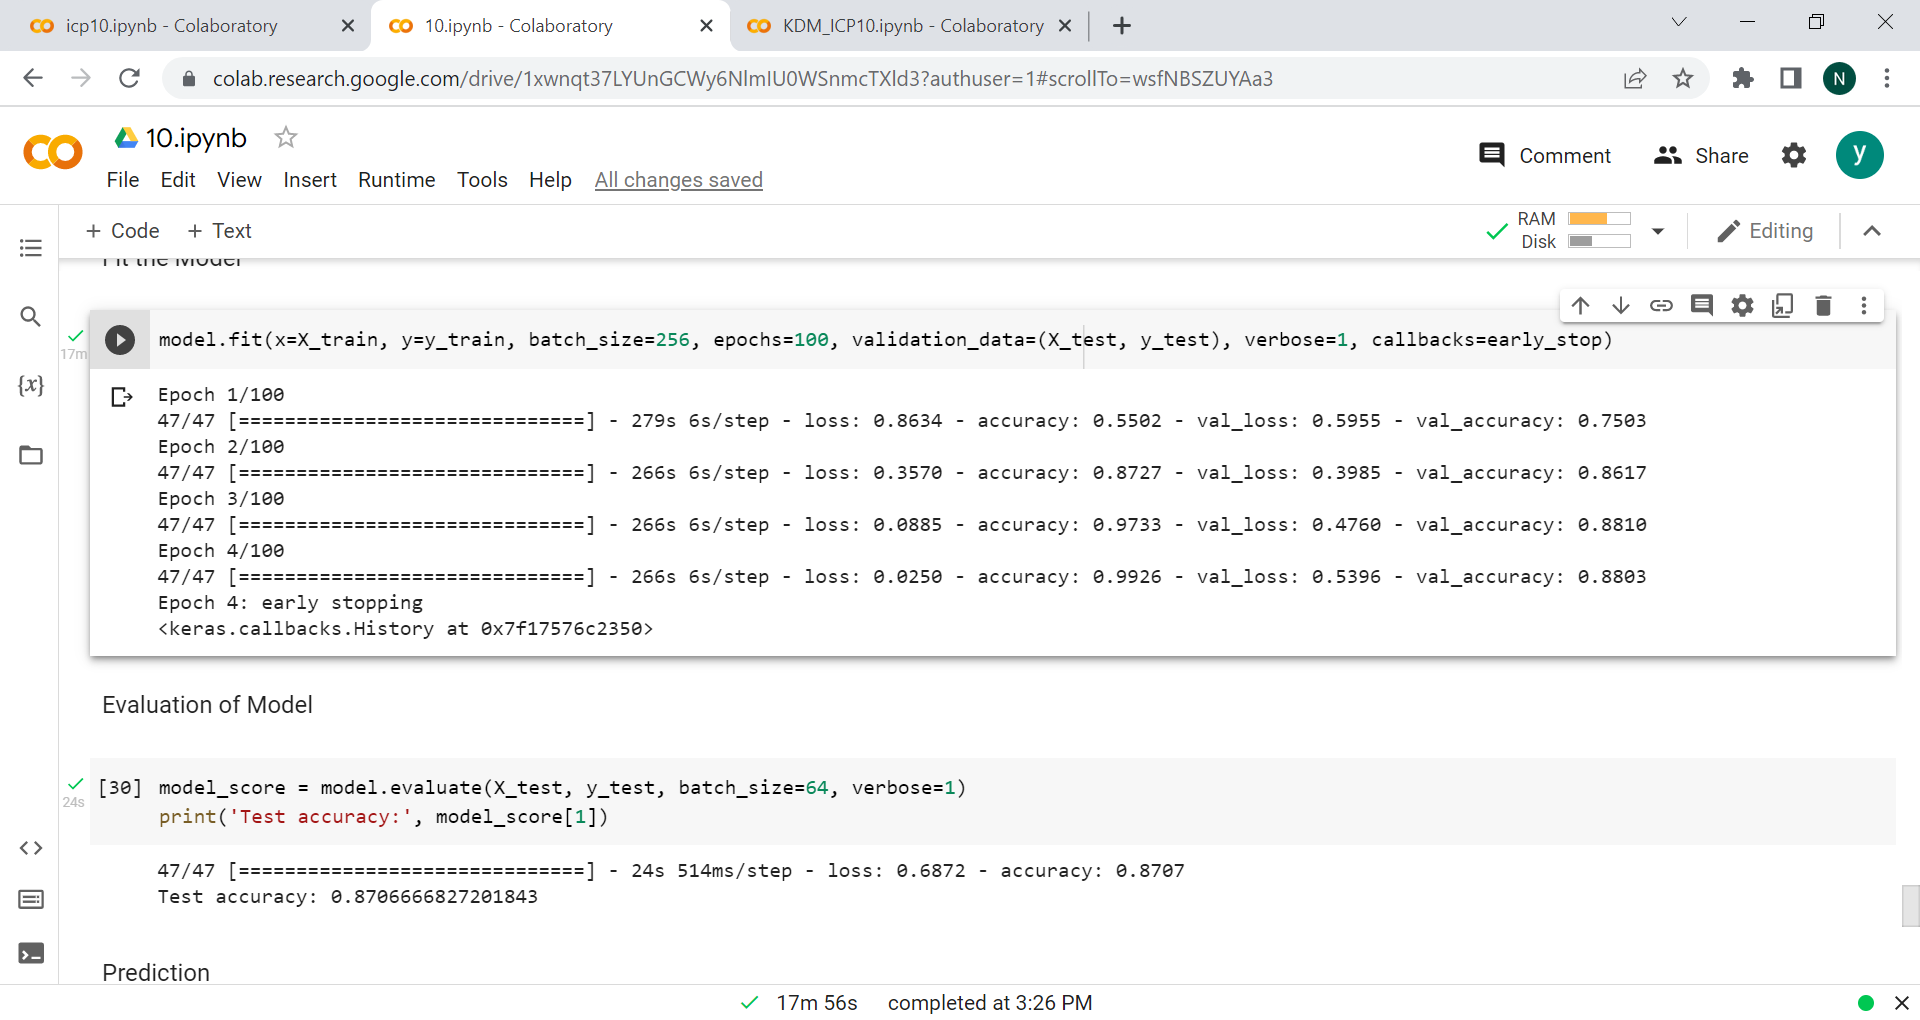 icp10.ipynb - Colaboratory
10.ipynb - Colaboratory
KDM_ICP10.ipynb - Colaboratory
colab.research.google.com/drive/1xwnqt37LYUnGCWy6NlmIU0WSnmcTXld3?authuser=1#scrollTo=wsfNBSZUYAa3
N
10.ipynb
File Edit View Insert Runtime Tools Help All changes saved
Comment
Share
y
+ Code + Text
RAM
Disk
Editing
Fit the Model
{x}
17m
model.fit(x=X_train, y=y_train, batch_size=256, epochs=100, validation_data=(X_test, y_test), verbose=1, callbacks=early_stop)
Epoch 1/100
47/47 [==============================] - 279s 6s/step - loss: 0.8634 - accuracy: 0.5502 - val_loss: 0.5955 - val_accuracy: 0.7503
Epoch 2/100
47/47 [==============================] - 266s 6s/step - loss: 0.3570 - accuracy: 0.8727 - val_loss: 0.3985 - val_accuracy: 0.8617
Epoch 3/100
47/47 [==============================] - 266s 6s/step - loss: 0.0885 - accuracy: 0.9733 - val_loss: 0.4760 - val_accuracy: 0.8810
Epoch 4/100
47/47 [==============================] - 266s 6s/step - loss: 0.0250 - accuracy: 0.9926 - val_loss: 0.5396 - val_accuracy: 0.8803
Epoch 4: early stopping
<keras.callbacks.History at 0x7f17576c2350>
Evaluation of Model
24s
[30] model_score = model.evaluate(X_test, y_test, batch_size=64, verbose=1)
print('Test accuracy:', model_score[1])
47/47 [==============================] - 24s 514ms/step - loss: 0.6872 - accuracy: 0.8707
Test accuracy: 0.8706666827201843
Prediction
17m 56s completed at 3:26 PM